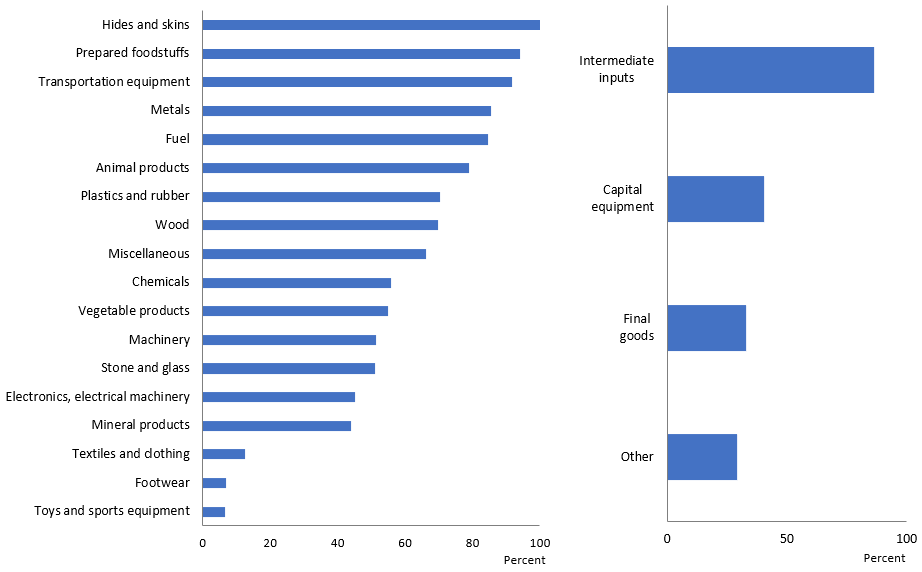 Hides and skins
Prepared foodstuffs
Transportation equipment
Metals
Fuel
Animal products
Plastics and rubber
Wood
Miscellaneous
Chemicals
Vegetable products
Machinery
Stone and glass
Electronics, electrical machinery
Mineral products
Textiles and clothing
Footwear
Toys and sports equipment
0 20 40 60 80 100
Percent
Intermediate
inputs
Capital
equipment
Final
goods
Other
0 50 100
Percent